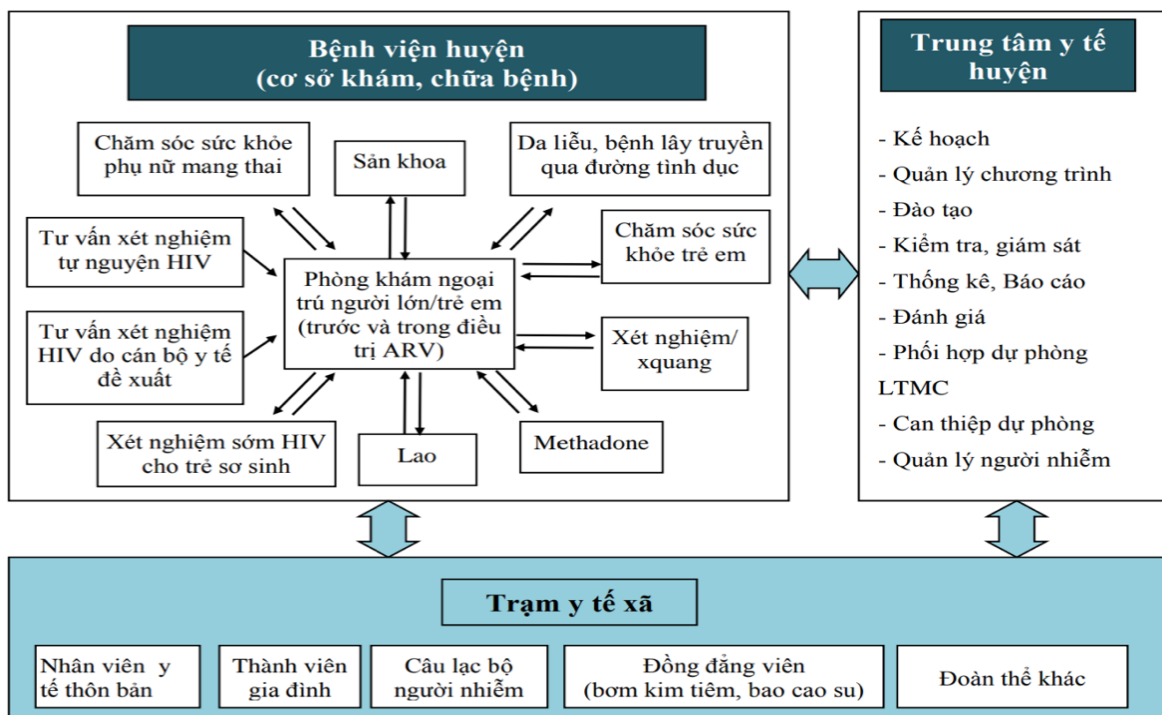 Bệnh viện huyện
(cơ sở khám, chữa bệnh)
Chăm sóc sức khỏe
phụ nữ mang thai
Sản khoa
Da liễu, bệnh lây truyền
qua đường tình dục
Tư vấn xét nghiệm
tự nguyện HIV
Chăm sóc sức
khỏe trẻ em
Phòng khám ngoại
trú người lớn/trẻ em
(trước và trong điều
trị ARV)
Tư vấn xét nghiệm
HIV do cán bộ y tế
đề xuất
Xét nghiệm/
xquang
Xét nghiệm sớm HIV
cho trẻ sơ sinh
Lao
Methadone
Trung tâm y tế
huyện
- Kế hoạch
- Quản lý chương trình
- Đào tạo
- Kiểm tra, giám sát
- Thống kê, Báo cáo
- Đánh giá
- Phối hợp dự phòng
LTMC
- Can thiệp dự phòng
- Quản lý người nhiễm
Trạm y tế xã
Nhân viên y
tế thôn bản
Thành viên
gia đình
Câu lạc bộ
người nhiễm
Đồng đẳng viên
(bơm kim tiêm, bao cao su)
Đoàn thể khác